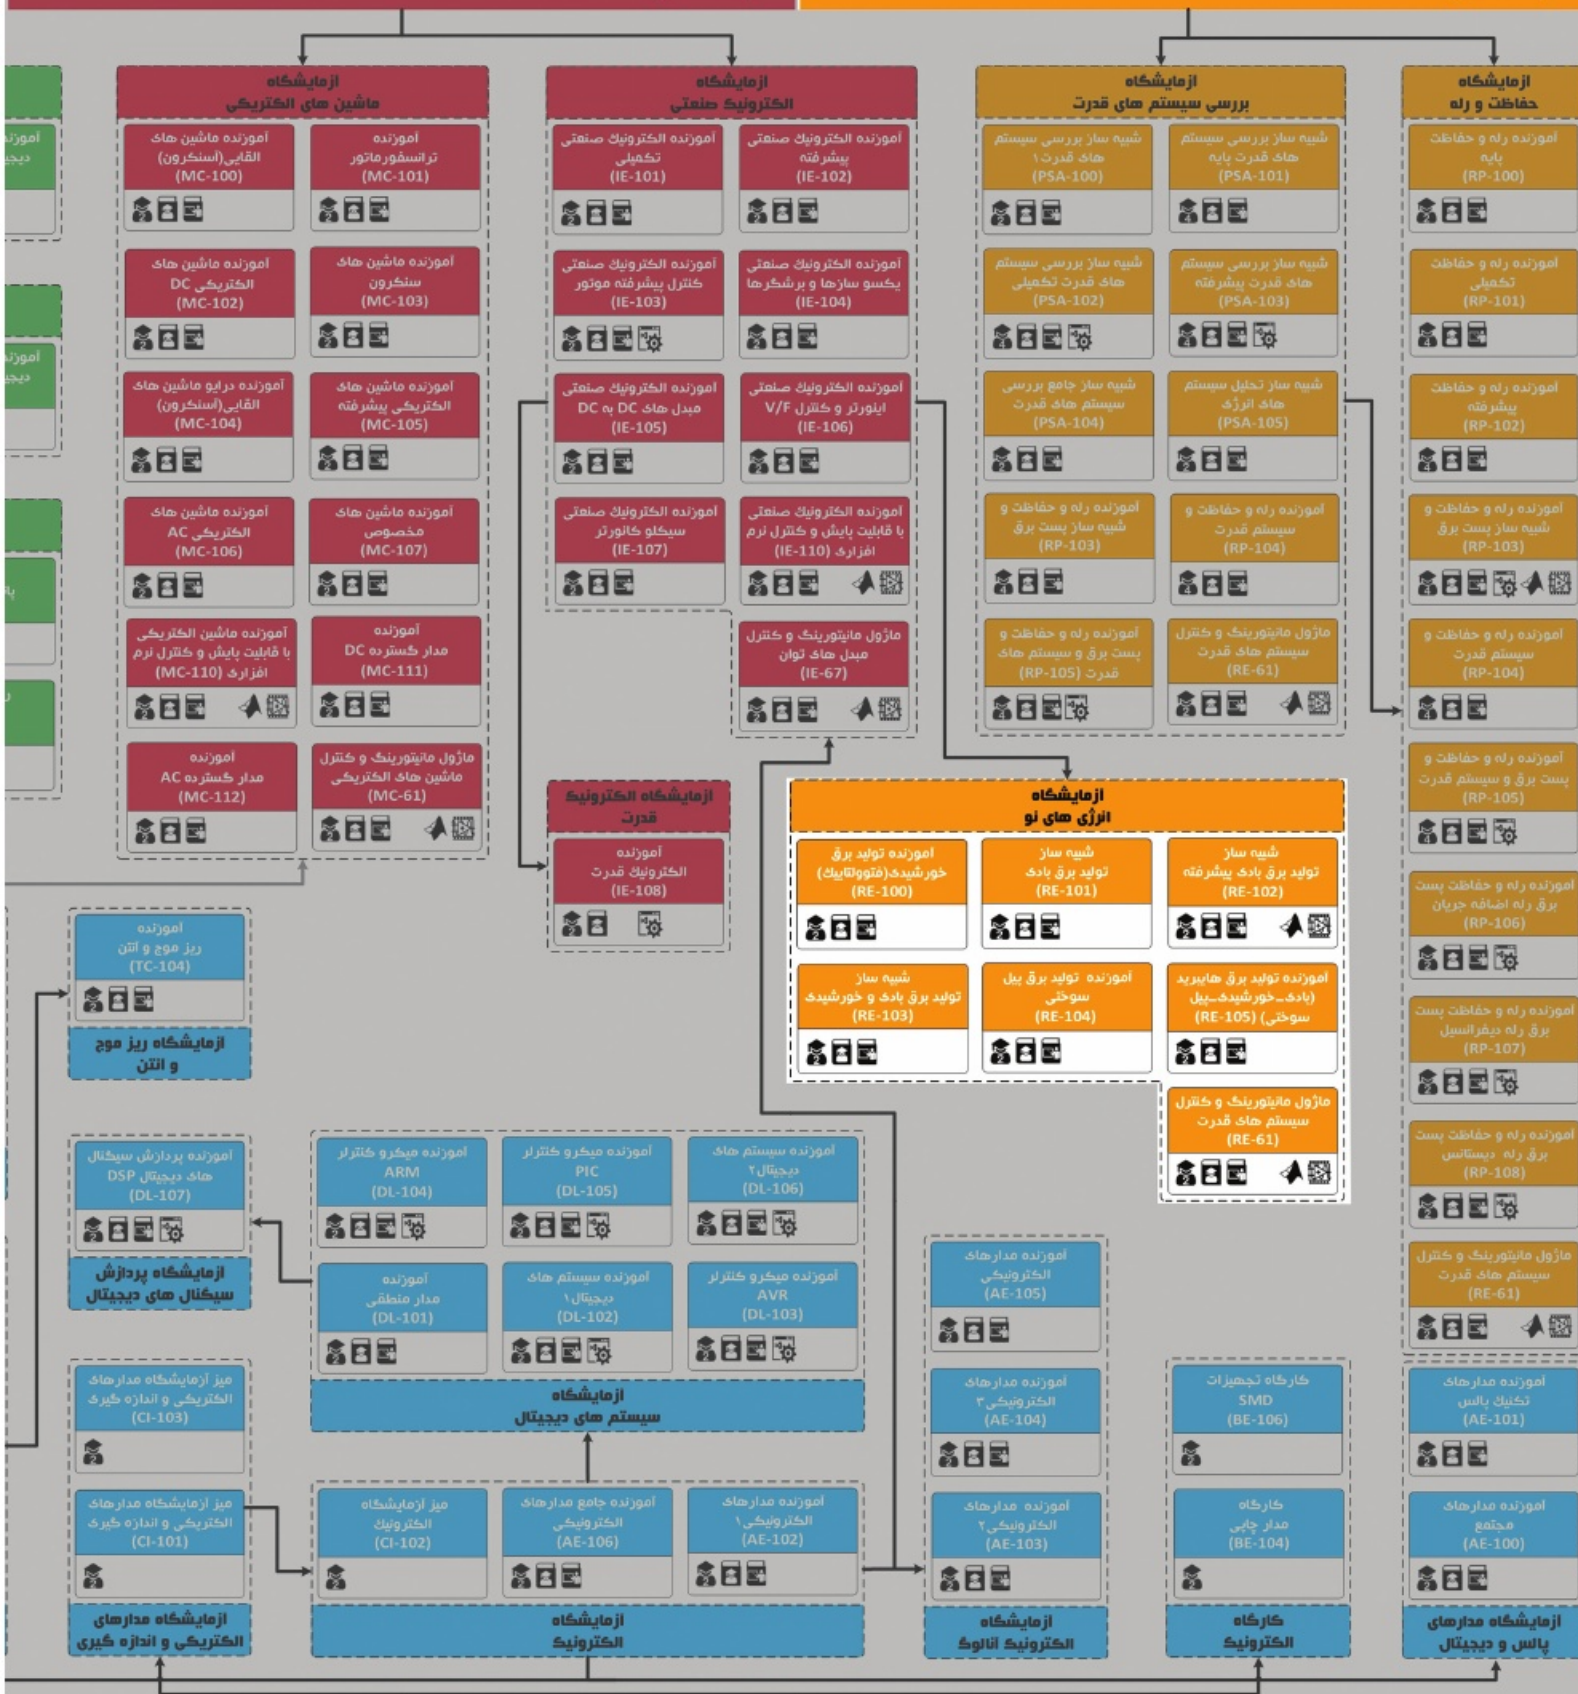 آزمایشگاه
حفاظت و رله
آموزنده رله و حفاظت
پایه
(RP-100)
آموزنده رله و حفاظت
تکمیلی
(RP-101)
آموزنده رله و حفاظت
پیشرفته
(RP-102)
آموزنده رله و حفاظت و
شبیه ساز پست برق
(RP-103)
آموزنده رله و حفاظت و
سیستم قدرت
(RP-104)
آموزنده رله و حفاظت و
پست برق و سیستم قدرت
(RP-105)
آموزنده رله و حفاظت پست
برق رله اضافه جریان
(RP-106)
آموزنده رله و حفاظت پست
برق رله دیفرانسیل
(RP-107)
آموزنده رله و حفاظت پست
برق رله دیستانس
(RP-108)
ماژول مانیتورینگ و کنترل
سیستم های قدرت
(RE-61)
آزمایشگاه
بررسی سیستم های قدرت
شبیه ساز بررسی سیستم
های قدرت پایه
(PSA-101)
شبیه ساز بررسی سیستم
های قدرت ۱
(PSA-100)
شبیه ساز بررسی سیستم
های قدرت پیشرفته
(PSA-103)
شبیه ساز بررسی سیستم
های قدرت تکمیلی
(PSA-102)
شبیه ساز تحلیل سیستم
های انرژی
(PSA-105)
شبیه ساز جامع بررسی
سیستم های قدرت
(PSA-104)
آموزنده رله و حفاظت و
سیستم قدرت
(RP-104)
آموزنده رله و حفاظت و
شبیه ساز پست برق
(RP-103)
ماژول مانیتورینگ و کنترل
سیستم های قدرت
(RE-61)
آموزنده رله و حفاظت و
پست برق و سیستم های
قدرت (RP-105)
آزمایشگاه
الکترونیک صنعتی
آموزنده الکترونیک صنعتی
پیشرفته
(IE-102)
آموزنده الکترونیک صنعتی
تکمیلی
(IE-101)
آموزنده الکترونیک صنعتی
یکسو سازها و برشگرها
(IE-104)
آموزنده الکترونیک صنعتی
کنترل پیشرفته موتور
(IE-103)
آموزنده الکترونیک صنعتی
اینورتر و کنترل V/F
(IE-106)
آموزنده الکترونیک صنعتی
مبدل های DC به DC
(IE-105)
آموزنده الکترونیک صنعتی
با قابلیت پایش و کنترل نرم
افزاری (IE-110)
آموزنده الکترونیک صنعتی
سیکلو کانورتر
(IE-107)
ماژول مانیتورینگ و کنترل
مبدل های توان
(IE-67)
آزمایشگاه
ماشین های الکتریکی
آموزنده
ترانسفورماتور
(MC-101)
آموزنده ماشین های
القایی(آسنکرون)
(MC-100)
آموزنده ماشین های
سنکرون
(MC-103)
آموزنده ماشین های
الکتریکی DC
(MC-102)
آموزنده ماشین های
الکتریکی پیشرفته
(MC-105)
آموزنده درایو ماشین های
القایی(آسنکرون)
(MC-104)
آموزنده ماشین های
مخصوص
(MC-107)
آموزنده ماشین های
الکتریکی AC
(MC-106)
آموزنده
مدار گسترده DC
(MC-111)
آموزنده ماشین الکتریکی
با قابلیت پایش و کنترل نرم
افزاری (MC-110)
ماژول مانیتورینگ و کنترل
ماشین های الکتریکی
(MC-61)
آموزنده
مدار گسترده AC
(MC-112)
آزمایشگاه
انرژی های نو
شبیه ساز
تولید برق بادی پیشرفته
(RE-102)
شبیه ساز
تولید برق بادی
(RE-101)
آموزنده تولید برق
خورشیدی(فتوولتاییک)
(RE-100)
آموزنده تولید برق هایبرید
(بادی_خورشیدی_پیل
سوختی) (RE-105)
آموزنده تولید برق پیل
سوختی
(RE-104)
شبیه ساز
تولید برق بادی و خورشیدی
(RE-103)
ماژول مانیتورینگ و کنترل
سیستم های قدرت
(RE-61)
آزمایشگاه الکترونیک
قدرت
آموزنده
الکترونیک قدرت
(IE-108)
آموزنده
ریز موج و آنتن
(TC-104)
آزمایشگاه ریز موج
و آنتن
آموزنده پردازش سیگنال
های دیجیتال DSP
(DL-107)
آزمایشگاه پردازش
سیگنال های دیجیتال
آموزنده سیستم های
دیجیتال۲
(DL-106)
آموزنده میکرو کنترلر
PIC
(DL-105)
آموزنده میکرو کنترلر
ARM
(DL-104)
آموزنده میکرو کنترلر
AVR
(DL-103)
آموزنده سیستم های
دیجیتال۱
(DL-102)
آموزنده
مدار منطقی
(DL-101)
آزمایشگاه
سیستم های دیجیتال
آموزنده مدارهای
الکترونیکی۱
(AE-102)
آموزنده جامع مدارهای
الکترونیکی
(AE-106)
میز آزمایشگاه
الکترونیک
(CI-102)
آزمایشگاه
الکترونیک
میز آزمایشگاه مدارهای
الکتریکی و اندازه گیری
(CI-103)
میز آزمایشگاه مدارهای
الکتریکی و اندازه گیری
(CI-101)
آزمایشگاه مدارهای
الکتریکی و اندازه گیری
آموزنده مدارهای
الکترونیکی
(AE-105)
آموزنده مدارهای
الکترونیکی۳
(AE-104)
آموزنده مدارهای
الکترونیکی۲
(AE-103)
آزمایشگاه
الکترونیک آنالوگ
کارگاه تجهیزات
SMD
(BE-106)
کارگاه
مدار چاپی
(BE-104)
کارگاه
الکترونیک
آموزنده مدارهای
تکنیک پالس
(AE-101)
آموزنده مدارهای
مجتمع
(AE-100)
آزمایشگاه مدارهای
پالس و دیجیتال